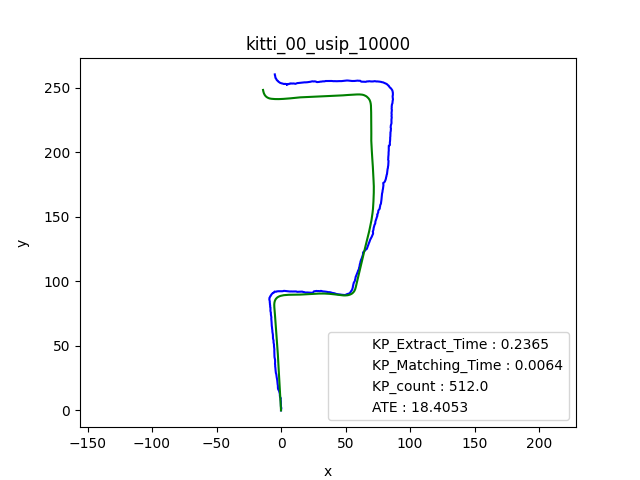 kitti_00_usip_10000
250
200
150
100
50
0
y
KP_Extract_Time : 0.2365
KP_Matching_Time : 0.0064
KP_count : 512.0
ATE : 18.4053
−150 −100 −50 0 50 100 150 200
x